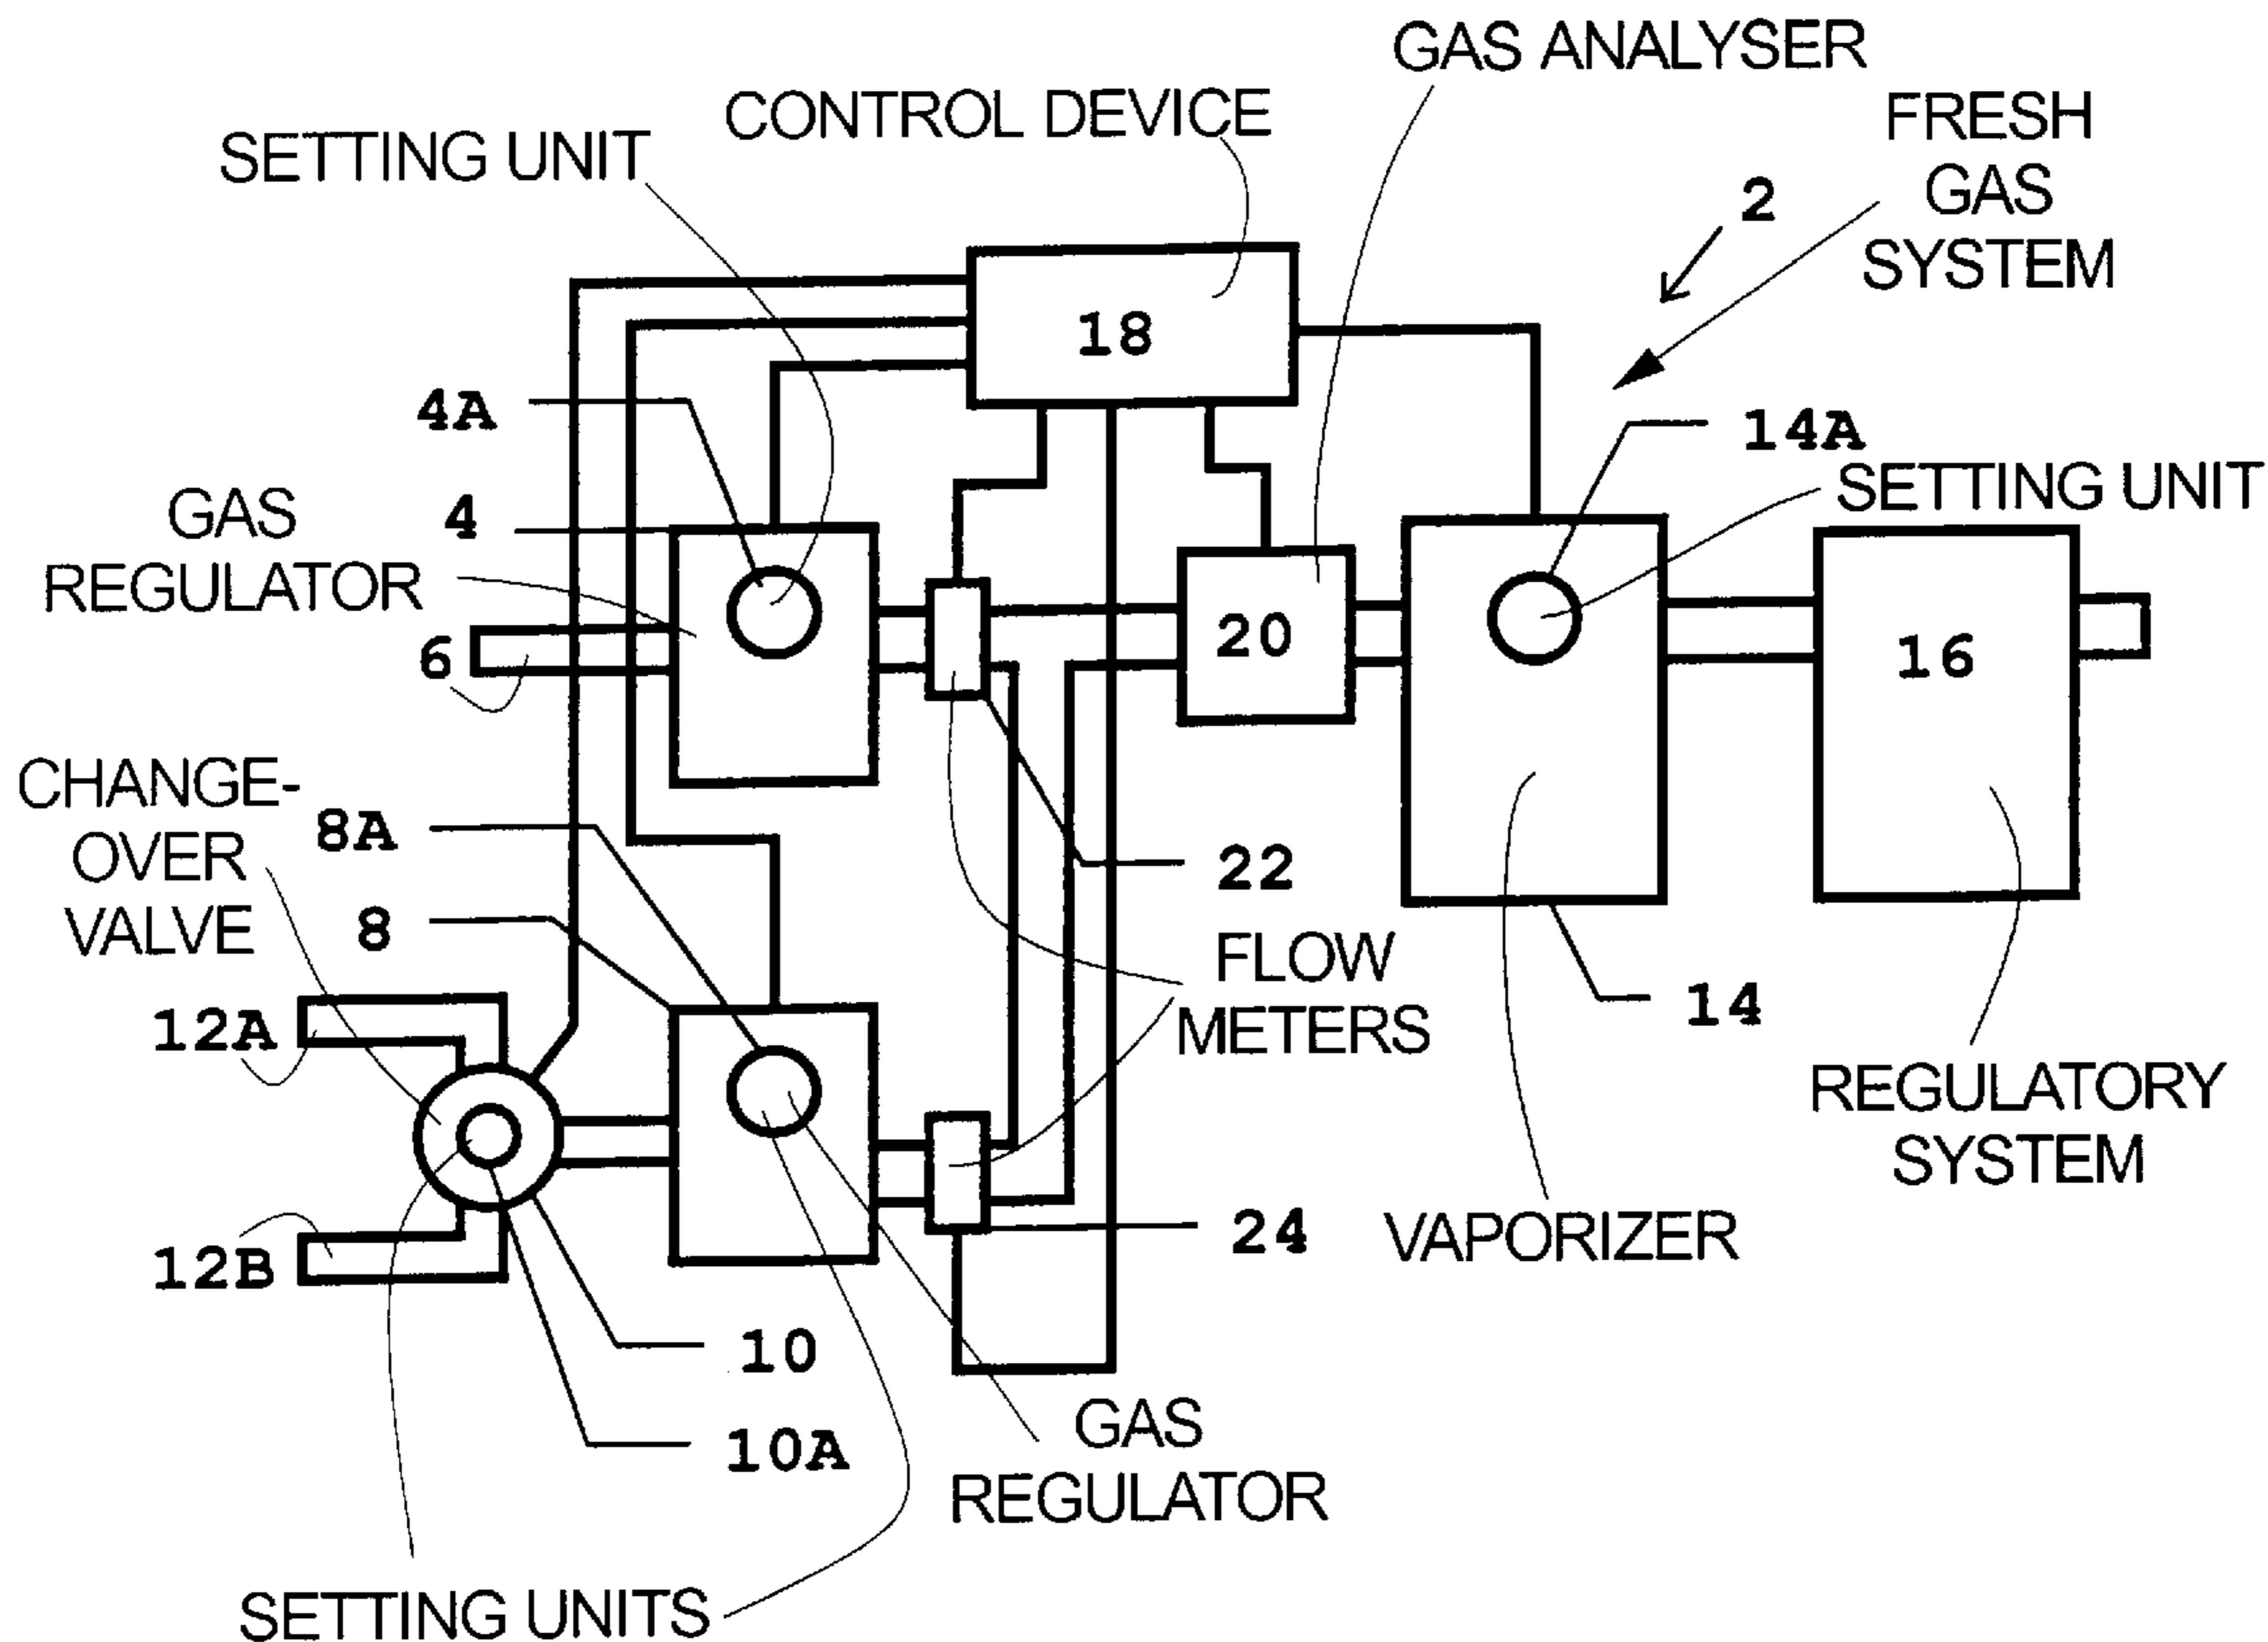 GAS ANALYSER
CONTROL DEVICE
FRESH
GAS
SYSTEM
SETTING UNIT
2
18
4A
14A
SETTING UNIT
GAS
REGULATOR
4
6
20
16
CHANGE-
OVER
VALVE
8A
8
22
FLOW
METERS
14
12A
REGULATORY
SYSTEM
12B
24
VAPORIZER
10
10A
GAS
REGULATOR
SETTING UNITS